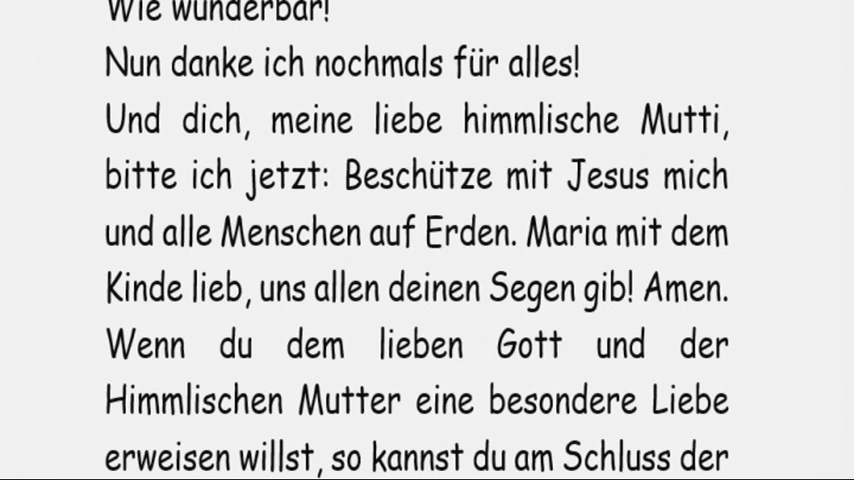 Wie wunderbar!
Nun danke ich nochmals für alles!
Und dich, meine liebe himmlische Mutti,
bitte ich jetzt: Beschütze mit Jesus mich
und alle Menschen auf Erden. Maria mit dem
Kinde lieb, uns allen deinen Segen gib! Amen.
Wenn du dem lieben Gott und der
Himmlischen Mutter eine besondere Liebe
erweisen willst, so kannst du am Schluss der